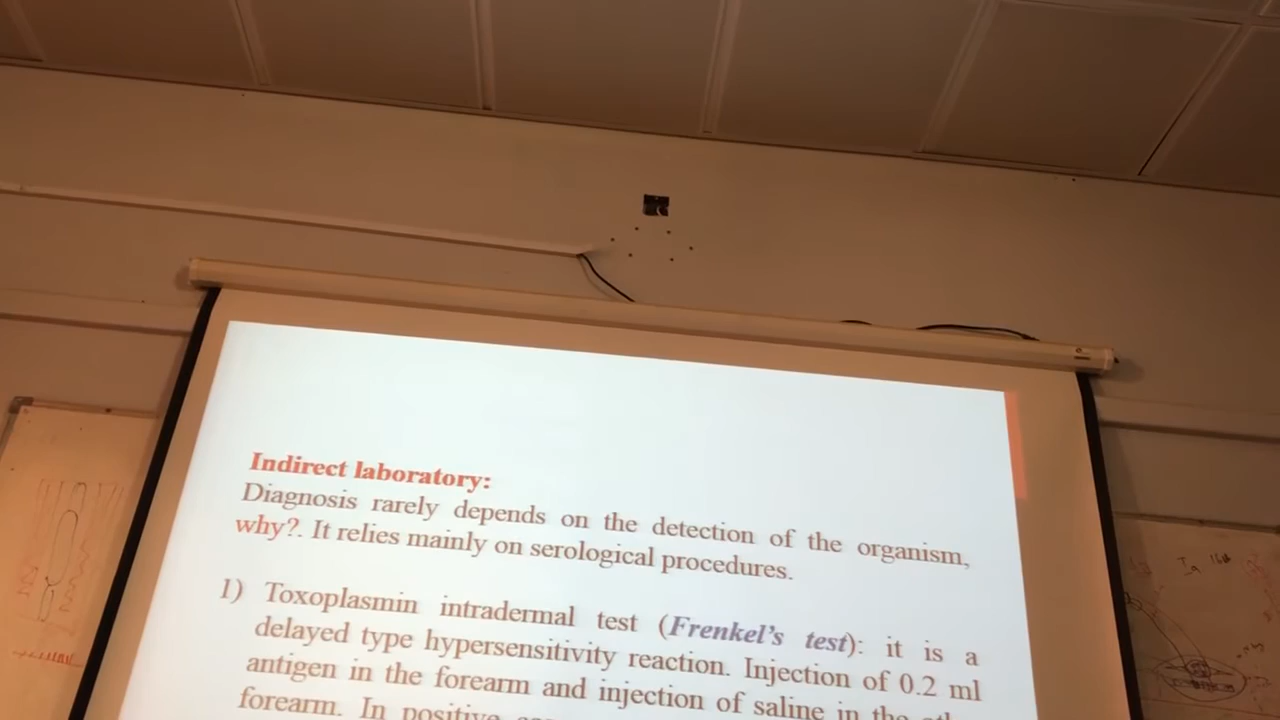 Indirect laboratory:
Diagnosis rarely depends on the detection of the organism,
why?. It relies mainly on serological procedures.
1) Toxoplasmin intradermal test (Frenkel's test): it is a
delayed type hypersensitivity reaction. Injection of 0.2 ml
antigen in the forearm and injection of saline in the
forearm. In positive